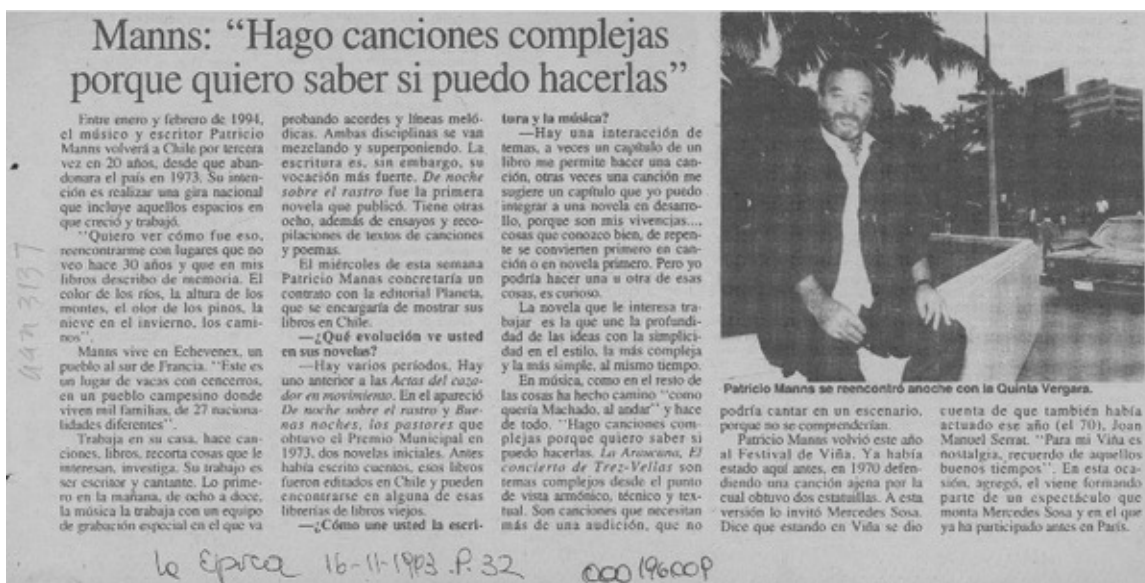 Manns: “Hago canciones complejas
porque quiero saber si puedo hacerlas”
Entre enero y febrero de 1994,
el músico y escritor Patricio
Manns volverá a Chile por tercera
vez en 20 años, desde que aban-
donara el país en 1973. Su inten-
ción es realizar una gira nacional
que incluye aquellos espacios en
que creció y trabajó.
“Quiero ver cómo fue eso,
reencontrarme con lugares que no
veo hace 30 años y que en mis
libros describo de memoria. El
color de los ríos, la altura de los
montes, el olor de los pinos, la
nieve en el invierno, los cami-
nos”.
Manns vive en Echevenex, un
pueblo al sur de Francia. “Este es
un lugar de vacas con cencerros,
en un pueblo campesino donde
viven mil familias, de 27 naciona-
lidades diferentes”.
Trabaja en su casa, hace can-
ciones, libros, recorta cosas que le
interesan, investiga. Su trabajo es
ser escritor y cantante. Lo prime-
ro en la mañana, de ocho a doce,
la música la trabaja con un equipo
de grabación especial en el que va
probando acordes y líneas meló-
dicas. Ambas disciplinas se van
mezclando y superponiendo. La
escritura es, sin embargo, su
vocación más fuerte. De noche
sobre el rastro fue la primera
novela que publicó. Tiene otras
ocho, además de ensayos y reco-
pilaciones de textos de canciones
y poemas.
El miércoles de esta semana
Patricio Manns concretaría un
contrato con la editorial Planeta,
que se encargaría de mostrar sus
libros en Chile.
—¿Qué evolución ve usted
en sus novelas?
—Hay varios períodos. Hay
uno anterior a las Actas del caza-
dor en movimiento. En el apareció
De noche sobre el rastro y Bue-
nas noches, los pastores que
obtuvo el Premio Municipal en
1973, dos novelas iniciales. Antes
había escrito cuentos, esos libros
fueron editados en Chile y pueden
encontrarse en alguna de esas
librerías de libros viejos.
—¿Cómo une usted la escri-
tura y la música?
—Hay una interacción de
temas, a veces un capítulo de un
libro me permite hacer una can-
ción, otras veces una canción me
sugiere un capítulo que yo puedo
integrar a una novela en desarro-
llo, porque son mis vivencias...,
cosas que conozco bien, de repen-
te se convierten primero en can-
ción o en novela primero. Pero yo
podría hacer una u otra de esas
cosas, es curioso.
La novela que le interesa tra-
bajar es la que une la profundi-
dad de las ideas con la simplici-
dad en el estilo, la más compleja
y la más simple, al mismo tiempo.
En música, como en el resto de
las cosas ha hecho camino “como
quería Machado, al andar” y hace
de todo. “Hago canciones com-
plejas porque quiero saber si
puedo hacerlas. La Araucana, El
concierto de Trez-Vellas son
temas complejos desde el punto
de vista armónico, técnico y tex-
tual. Son canciones que necesitan
más de una audición, que no
Patricio Manns se reencontró anoche con la Quinta Vergara.
podría cantar en un escenario,
porque no se comprenderían.
Patricio Manns volvió este año
al Festival de Viña. Ya había
estado aquí antes, en 1970 defen-
diendo una canción ajena por la
cual obtuvo dos estatuillas. A esta
versión lo invitó Mercedes Sosa.
Dice que estando en Viña se dio
cuenta de que también había
actuado ese año (el 70), Joan
Manuel Serrat. “Para mi Viña es
nostalgia, recuerdo de aquellos
buenos tiempos”. En esta oca-
sión, agregó, el viene formando
parte de un espectáculo que
monta Mercedes Sosa y en el que
ya ha participado antes en París.
aan 3137
la Epoca 16-11-1993 P. 32 000196009